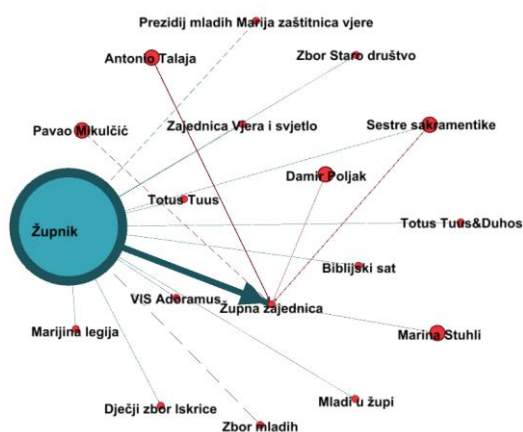 Prezidij mladih Marija zaštitnica vjere
Antonio Talaja
Zbor Staro društvo
Pavao Mikulčić
Zajednica Vjera i svjetlo
Sestre sakramentike
Damir Poljak
Totus Tuus
Župnik
Totus Tuus&Duhos
Biblijski sat
VIS Adoramus
Župna zajednica
Marijina legija
Marina Stuhli
Dječji zbor Iskrice
Mladi u župi
Zbor mladih